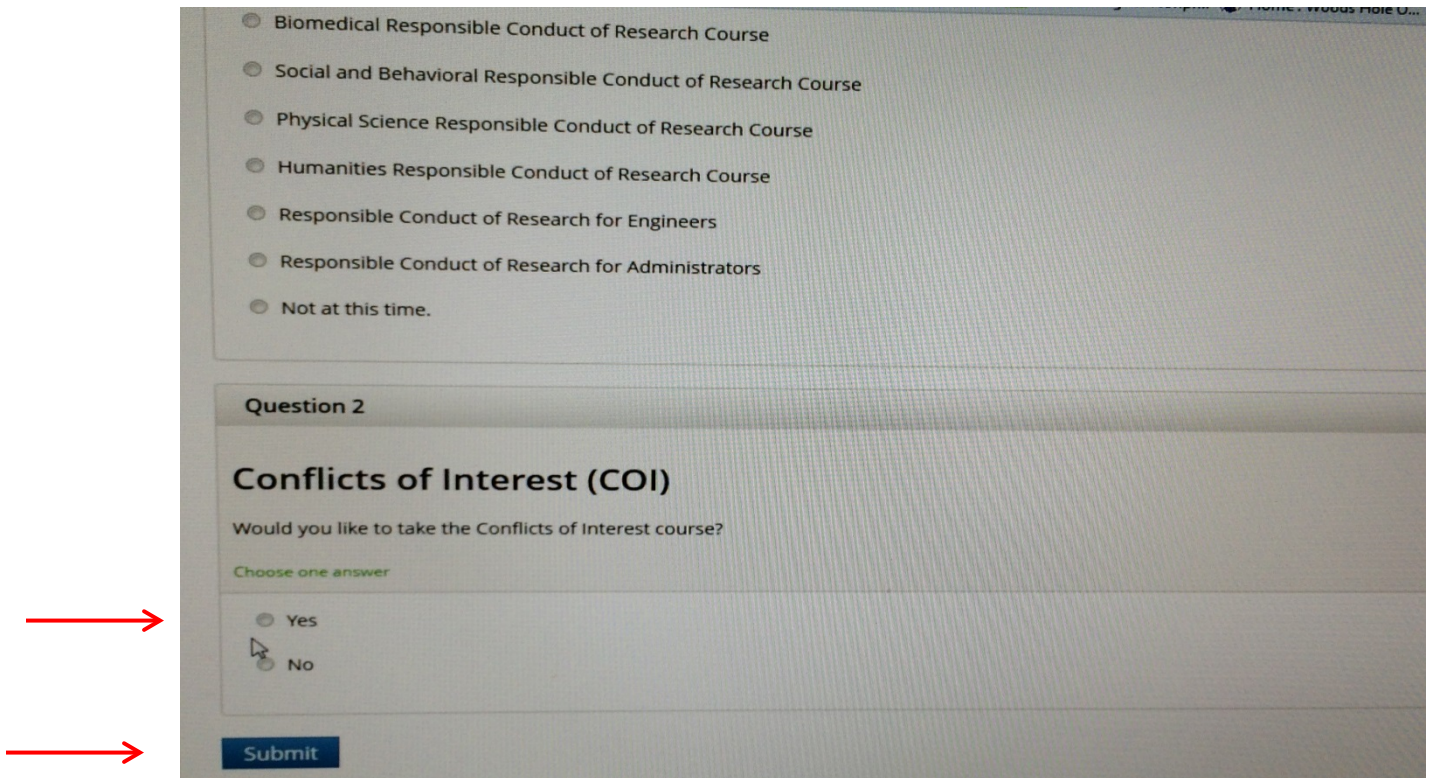 Home : Woods Hole O...
Biomedical Responsible Conduct of Research Course
Social and Behavioral Responsible Conduct of Research Course
Physical Science Responsible Conduct of Research Course
Humanities Responsible Conduct of Research Course
Responsible Conduct of Research for Engineers
Responsible Conduct of Research for Administrators
Not at this time.
Question 2
Conflicts of Interest (COI)
Would you like to take the Conflicts of Interest course?
Choose one answer
Yes
No
Submit